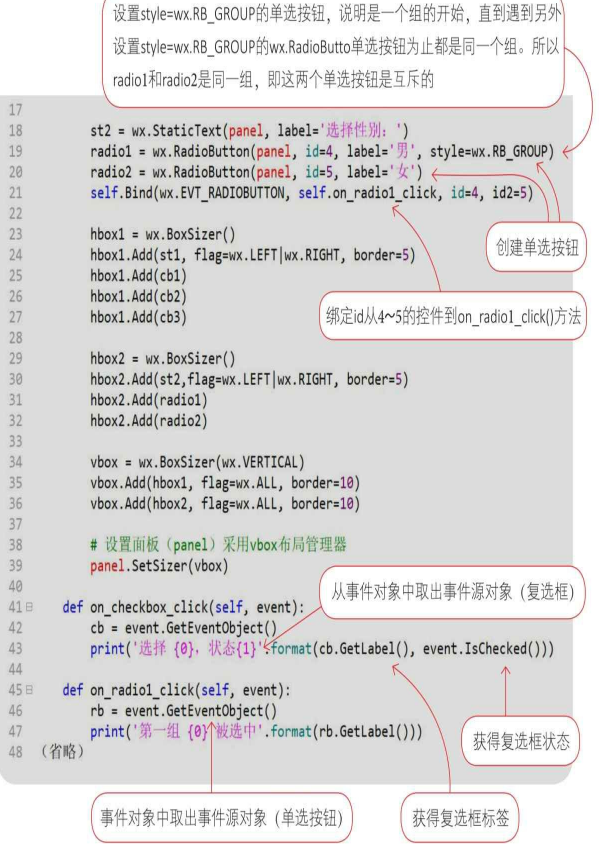 设置style=wx.RB_GROUP的单选按钮，说明是一个组的开始，直到遇到另外
设置style=wx.RB_GROUP的wx.RadioButto单选按钮为止都是同一个组。所以
radio1和radio2是同一组，即这两个单选按钮是互斥的
17
18 st2 = wx.StaticText(panel, label='选择性别：')
19 radio1 = wx.RadioButton(panel, id=4, label='男', style=wx.RB_GROUP)
20 radio2 = wx.RadioButton(panel, id=5, label='女')
21 self.Bind(wx.EVT_RADIOBUTTON, self.on_radio1_click, id=4, id2=5)
22
23 hbox1 = wx.BoxSizer()
创建单选按钮
24 hbox1.Add(st1, flag=wx.LEFT|wx.RIGHT, border=5)
25 hbox1.Add(cb1)
26 hbox1.Add(cb2)
27 hbox1.Add(cb3)
绑定id从4~5的控件到on_radio1_click()方法
28
29 hbox2 = wx.BoxSizer()
30 hbox2.Add(st2,flag=wx.LEFT|wx.RIGHT, border=5)
31 hbox2.Add(radio1)
32 hbox2.Add(radio2)
33
34 vbox = wx.BoxSizer(wx.VERTICAL)
35 vbox.Add(hbox1, flag=wx.ALL, border=10)
36 vbox.Add(hbox2, flag=wx.ALL, border=10)
37
38 # 设置面板（panel）采用vbox布局管理器
39 panel.SetSizer(vbox)
40
从事件对象中取出事件源对象（复选框）
41 def on_checkbox_click(self, event):
42 cb = event.GetEventObject()
43 print('选择 {0}，状态{1}'.format(cb.GetLabel(), event.IsChecked()))
44
45 def on_radio1_click(self, event):
46 rb = event.GetEventObject()
47 print('第一组 {0} 被选中'.format(rb.GetLabel()))
获得复选框状态
48 （省略）
事件对象中取出事件源对象（单选按钮）
获得复选框标签